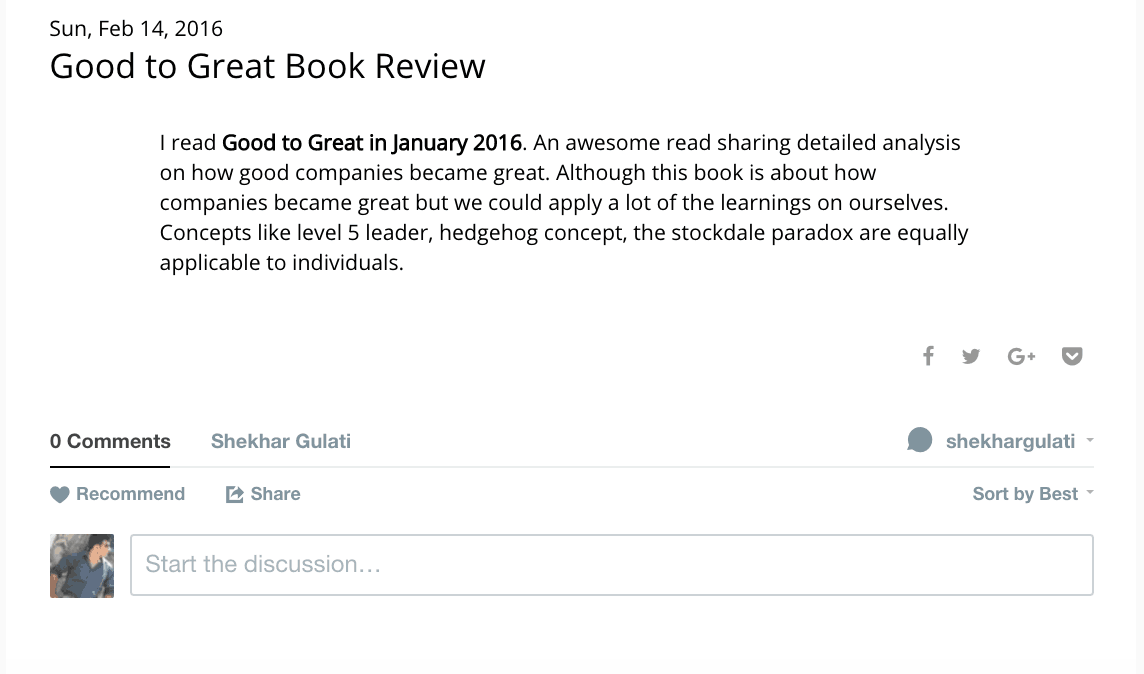 Sun, Feb 14, 2016
Good to Great Book Review
I read Good to Great in January 2016. An awesome read sharing detailed analysis
on how good companies became great. Although this book is about how
companies became great but we could apply a lot of the learnings on ourselves.
Concepts like level 5 leader, hedgehog concept, the stockdale paradox are equally
applicable to individuals.
G+
0 Comments Shekhar Gulati shekhargulati
Recommend Share Sort by Best
Start the discussion...